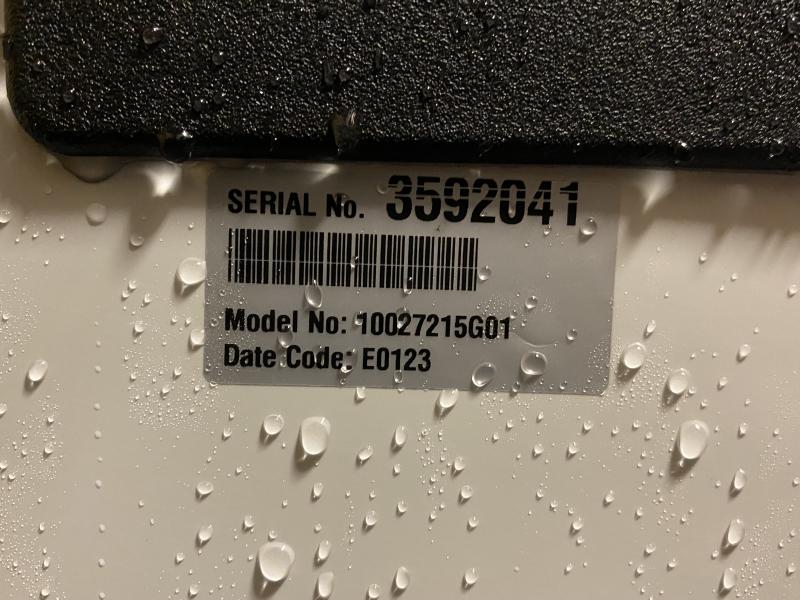 SERIAL No. 3592041
Model No: 10027215G01
Date Code: E0123